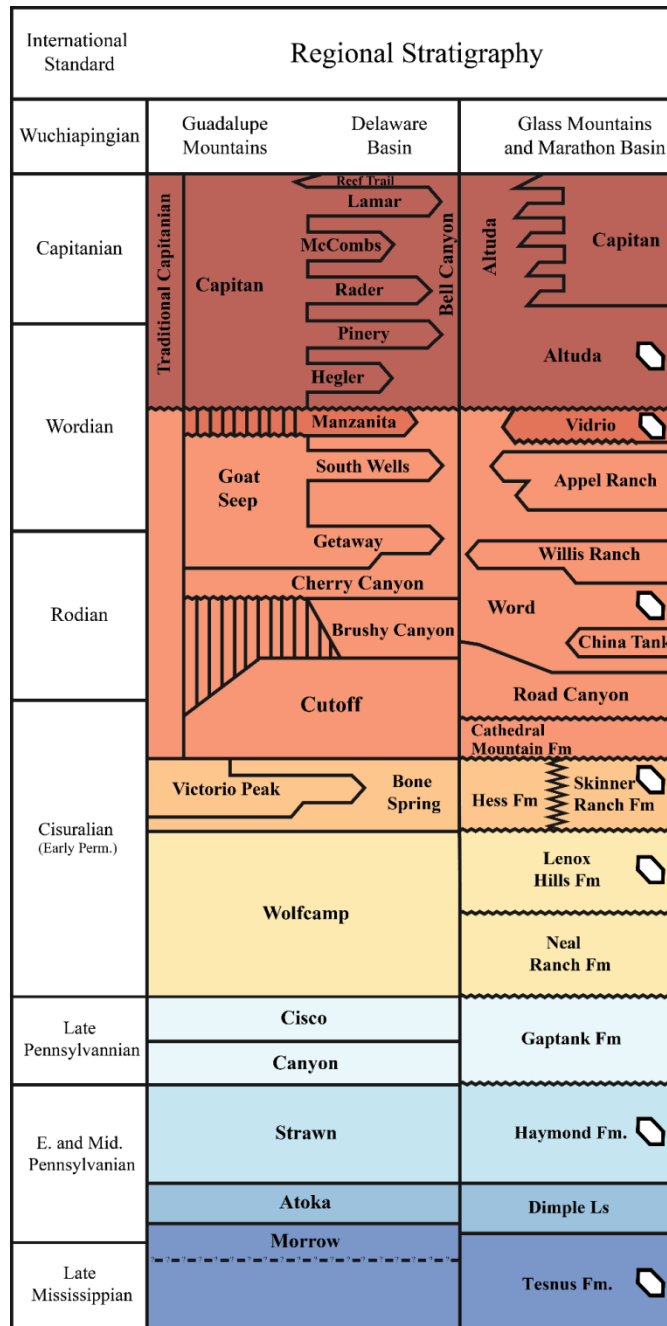 International
Standard
Regional Stratigraphy
Wuchiapingian
Guadalupe
Mountains
Delaware
Basin
Glass Mountains
and Marathon Basin
Capitanian
Wordian
Rodian
Cisuralian
(Early Perm.)
Late
Pennsylvannian
E. and Mid.
Pennsylvanian
Late
Mississippian
Traditional Capitanian
Capitan
Reef Trail
Lamar
McCombs
Rader
Pinery
Hegler
Bell Canyon
Manzanita
Goat
Seep
South Wells
Getaway
Cherry Canyon
Brushy Canyon
Cutoff
Victorio Peak
Bone
Spring
Wolfcamp
Cisco
Canyon
Strawn
Atoka
Morrow
? ? ? ? ? ? ? ? ? ? ? ? ? ? ? ?
Altuda
Capitan
Altuda
Vidrio
Appel Ranch
Willis Ranch
Word
China Tank
Road Canyon
Cathedral
Mountain Fm
Hess Fm
Skinner
Ranch Fm
Lenox
Hills Fm
Neal
Ranch Fm
Gaptank Fm
Haymond Fm.
Dimple Ls
Tesnus Fm.